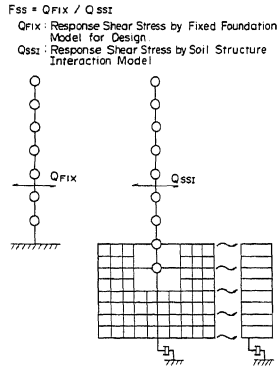 FSS = QFIX / QSSI
QFIX : Response Shear Stress by Fixed Foundation
Model for Design
QSSI : Response Shear Stress by Soil Structure
Interaction Model
QFIX
QSSI